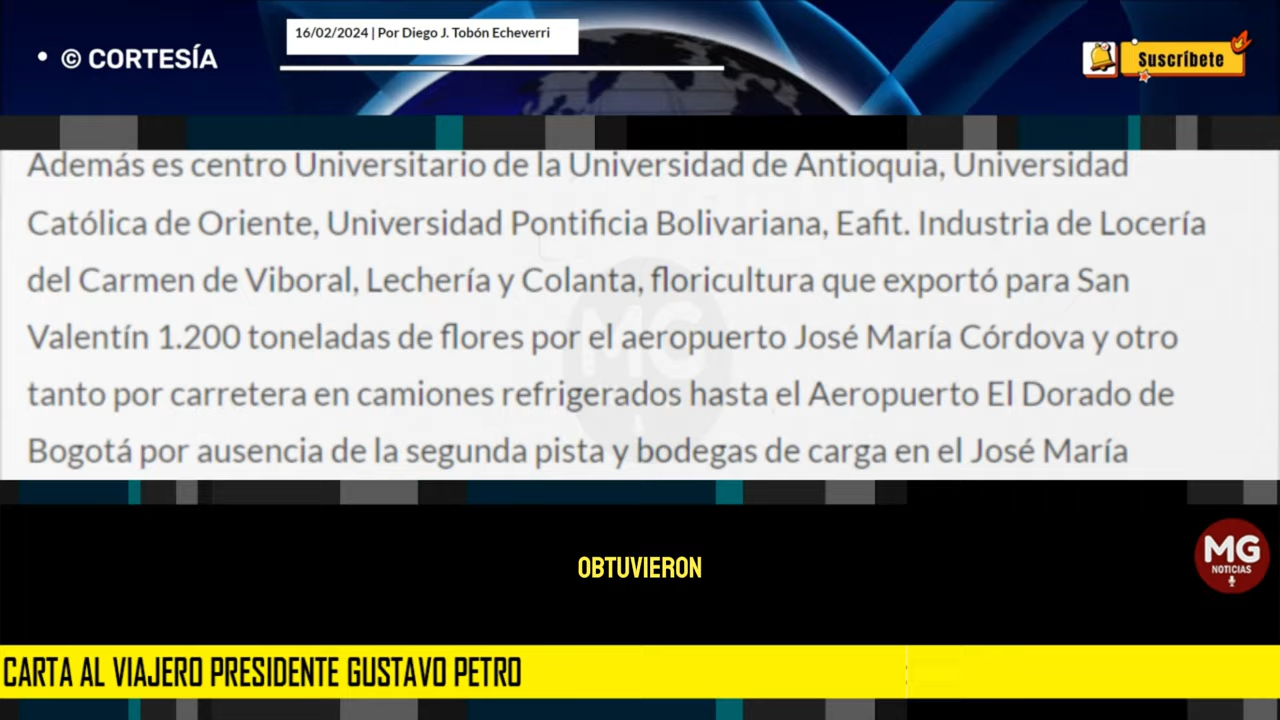 16/02/2024 | Por Diego J. Tobón Echeverri
• © CORTESÍA
Suscríbete
Además es centro Universitario de la Universidad de Antioquia, Universidad
Católica de Oriente, Universidad Pontificia Bolivariana, Eafit. Industria de Locería
del Carmen de Viboral, Lechería y Colanta, floricultura que exportó para San
Valentín 1.200 toneladas de flores por el aeropuerto José María Córdova y otro
tanto por carretera en camiones refrigerados hasta el Aeropuerto El Dorado de
Bogotá por ausencia de la segunda pista y bodegas de carga en el José María
MG
OBTUVIERON
MG
NOTICIAS
CARTA AL VIAJERO PRESIDENTE GUSTAVO PETRO